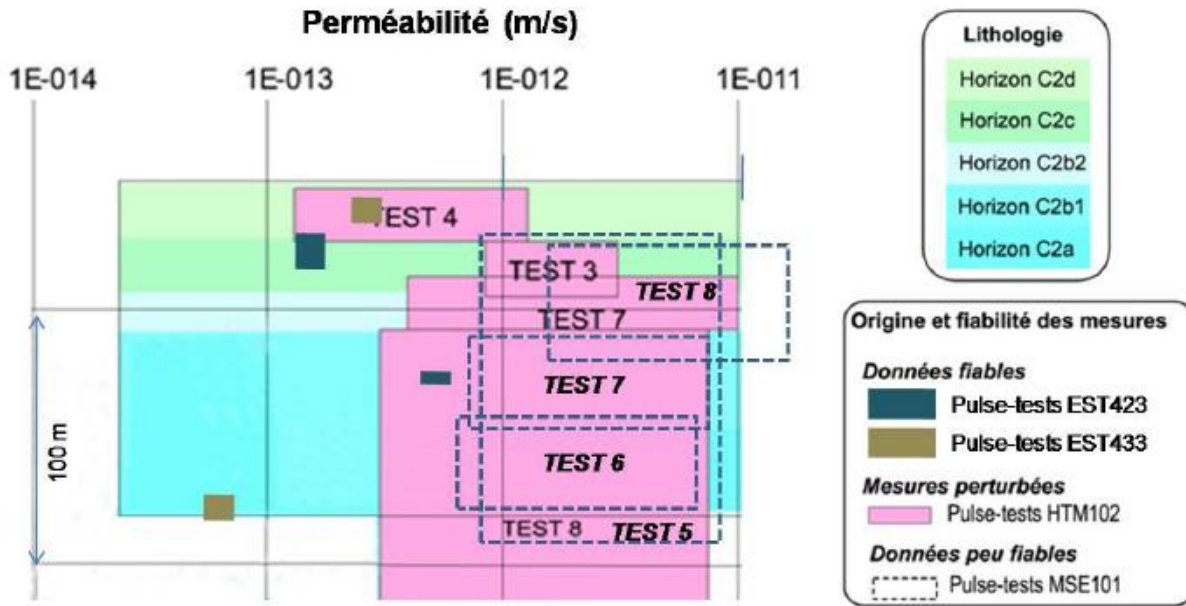 Perméabilité (m/s)
1E-014 1E-013 1E-012 1E-011
TEST 4
TEST 3
TEST 8
TEST 7
TEST 7
TEST 6
TEST 8
TEST 5
100 m
Lithologie
Horizon C2d
Horizon C2c
Horizon C2b2
Horizon C2b1
Horizon C2a
Origine et fiabilité des mesures
Données fiables
Pulse-tests EST423
Pulse-tests EST433
Mesures perturbées
Pulse-tests HTM102
Données peu fiables
Pulse-tests MSE101